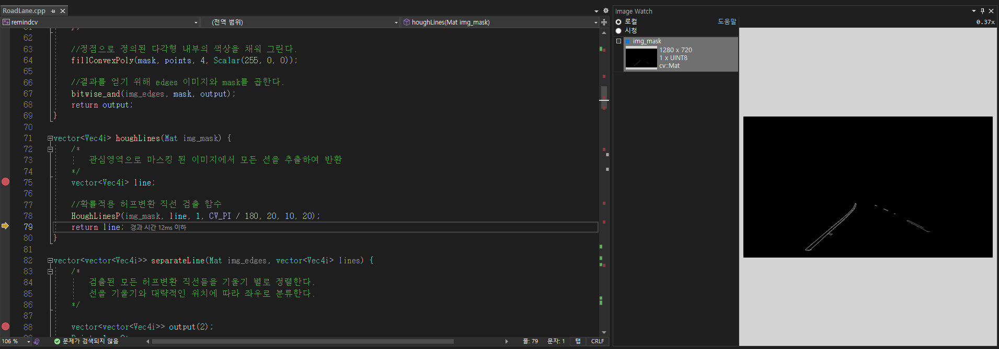 RoadLane.cpp
remindcv
(전역 범위)
houghLines(Mat img_mask)
62
63 //정점으로 정의된 다각형 내부의 색상을 채워 그린다.
64 fillConvexPoly(mask, points, 4, Scalar(255, 0, 0));
65
66 //결과를 얻기 위해 edges 이미지와 mask를 곱한다.
67 bitwise_and(img_edges, mask, output);
68 return output;
69 }
70
71 vector<Vec4i> houghLines(Mat img_mask) {
72 /*
73 관심영역으로 마스킹 된 이미지에서 모든 선을 추출하여 반환
74 */
75 vector<Vec4i> line;
76
77 //확률적용 허프변환 직선 검출 함수
78 HoughLinesP(img_mask, line, 1, CV_PI / 180, 20, 10, 20);
79 return line; 경과 시간 12ms 이하
80 }
81
82 vector<vector<Vec4i>> separateLine(Mat img_edges, vector<Vec4i> lines) {
83 /*
84 검출된 모든 허프변환 직선들을 기울기 별로 정렬한다.
85 선을 기울기와 대략적인 위치에 따라 좌우로 분류한다.
86 */
87
88 vector<vector<Vec4i>> output(2);
106 %
문제가 검색되지 않음
줄: 79
문자: 1
탭
CRLF
Image Watch
로컬
도움말
0.37x
시청
img_mask
1280 x 720
1 x UINT8
cv::Mat